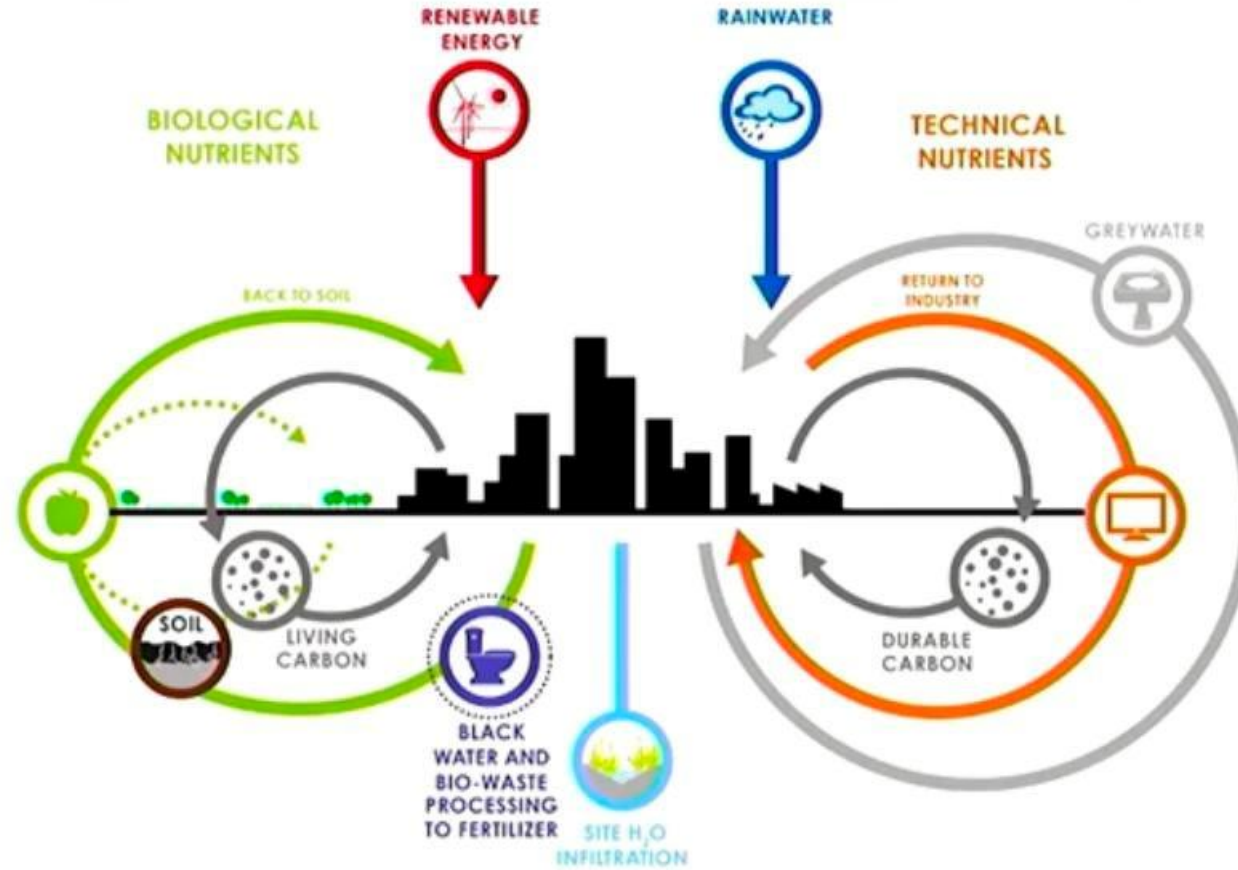 RENEWABLE
ENERGY
RAINWATER
BIOLOGICAL
NUTRIENTS
TECHNICAL
NUTRIENTS
GREYWATER
BACK TO SOIL
RETURN TO
INDUSTRY
SOIL
LIVING
CARBON
DURABLE
CARBON
BLACK
WATER AND
BIO-WASTE
PROCESSING
TO FERTILIZER
SITE H₂O
INFILTRATION